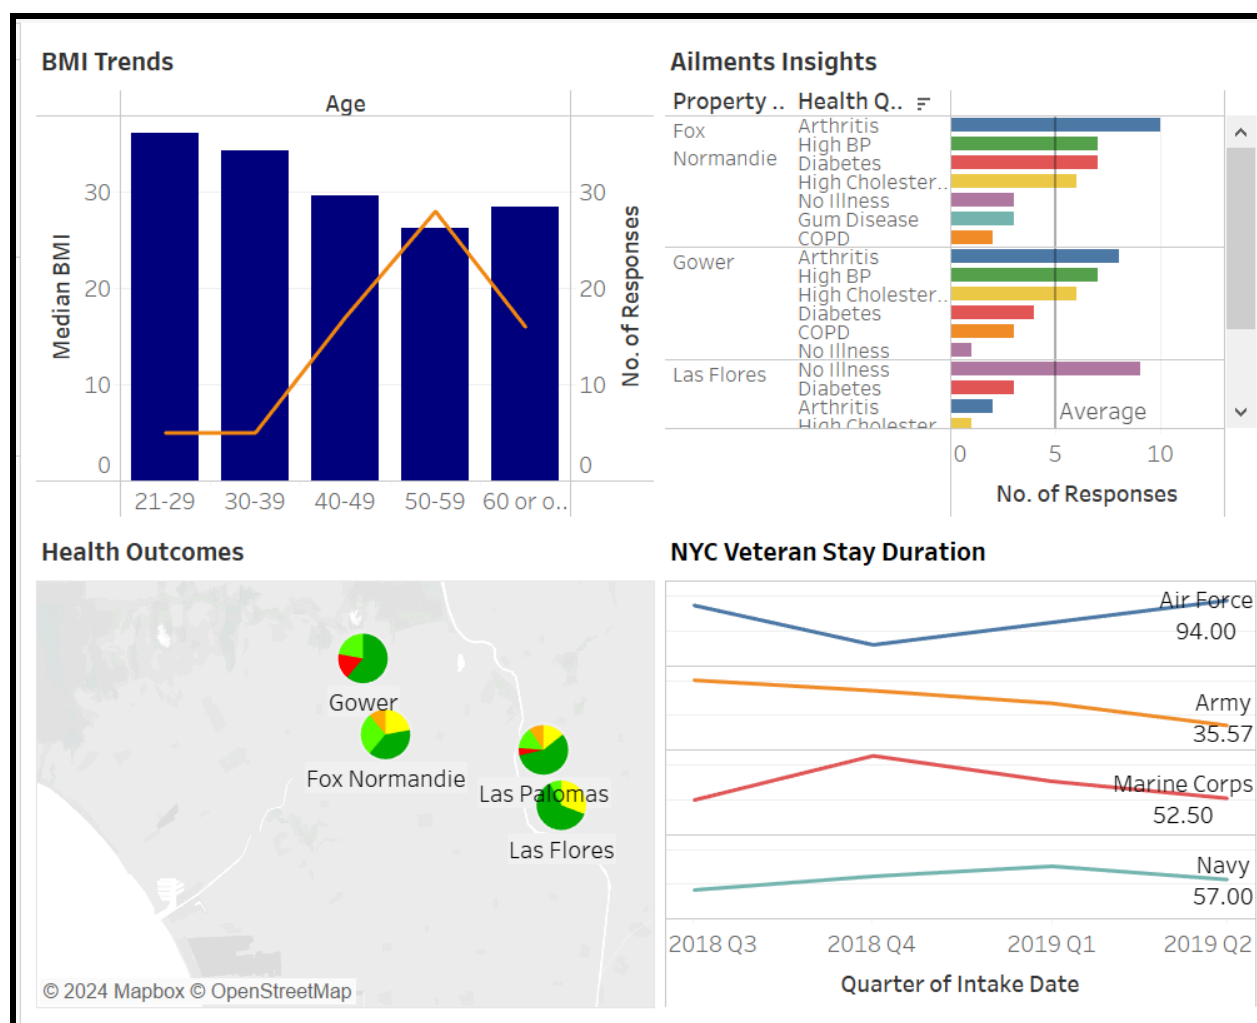 BMI Trends
Age
30
20
10
0
Median BMI
30
20
10
0
No. of Responses
21-29
30-39
40-49
50-59
60 or o..
Ailments Insights
Property ..
Health Q..
Fox
Normandie
Arthritis
High BP
Diabetes
High Cholester..
No Illness
Gum Disease
COPD
Gower
Arthritis
High BP
High Cholester..
Diabetes
COPD
No Illness
Las Flores
No Illness
Diabetes
Arthritis
High Cholester
Average
0
5
10
No. of Responses
Health Outcomes
Gower
Fox Normandie
Las Palomas
Las Flores
© 2024 Mapbox © OpenStreetMap
NYC Veteran Stay Duration
Air Force
94.00
Army
35.57
Marine Corps
52.50
Navy
57.00
2018 Q3
2018 Q4
2019 Q1
2019 Q2
Quarter of Intake Date